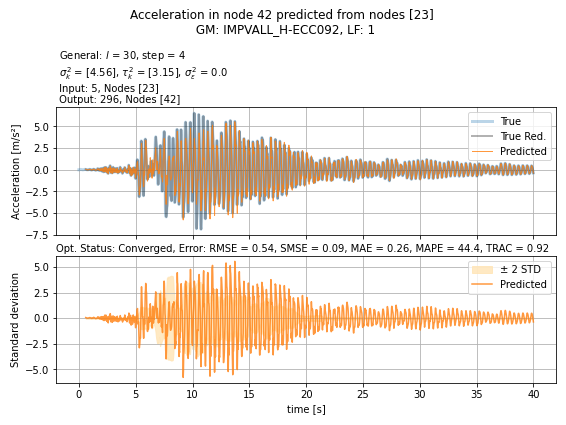 Acceleration in node 42 predicted from nodes [23]
GM: IMPVALL_H-ECC092, LF: 1
General: l = 30, step = 4
σ²ₖ = [4.56], τ²ₖ = [3.15], σ²ₑ = 0.0
Input: 5, Nodes [23]
Output: 296, Nodes [42]
Acceleration [m/s²]
5.0
2.5
0.0
−2.5
−5.0
−7.5
True
True Red.
Predicted
Opt. Status: Converged, Error: RMSE = 0.54, SMSE = 0.09, MAE = 0.26, MAPE = 44.4, TRAC = 0.92
Standard deviation
5.0
2.5
0.0
−2.5
−5.0
± 2 STD
Predicted
0 5 10 15 20 25 30 35 40
time [s]